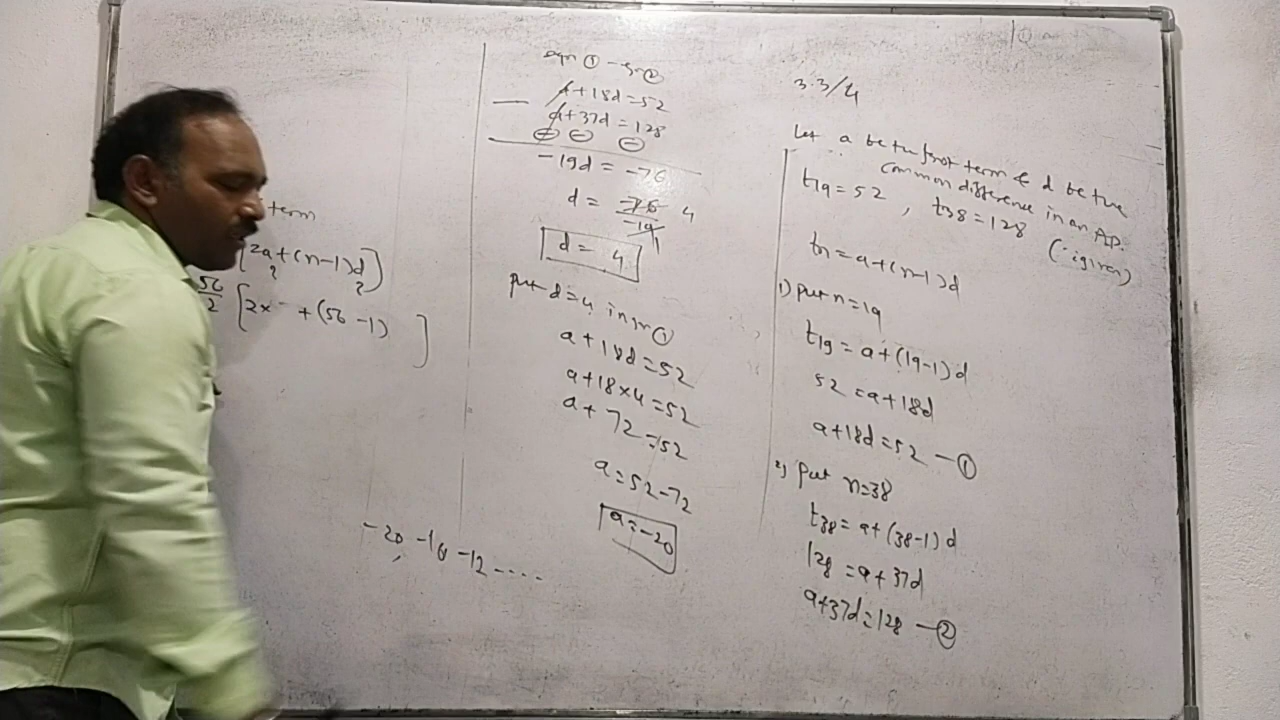 3.3/4
Let a be the first term & d be the
common difference in an A.P.
t19 = 52 , t38 = 128 (∵ given)
tn = a+(n-1)d
1) put n=19
t19 = a+(19-1)d
52 = a+18d
a+18d=52 —①
2) put n=38
t38 = a+(38-1)d
128 = a+37d
a+37d=128 —②
eqn ① - eqn ②
a+18d=52
— a+37d=128
⊖ ⊖ ⊖
-19d = -76
d = -76 4
-19 1
d = 4
put d=4 in eqn ①
a+18d=52
a+18×4=52
a+72=52
a=52-72
a=-20
-20, -16 -12 ....
term
[2a+(n-1)d]
? ?
56/2 [2× +(56-1) ]